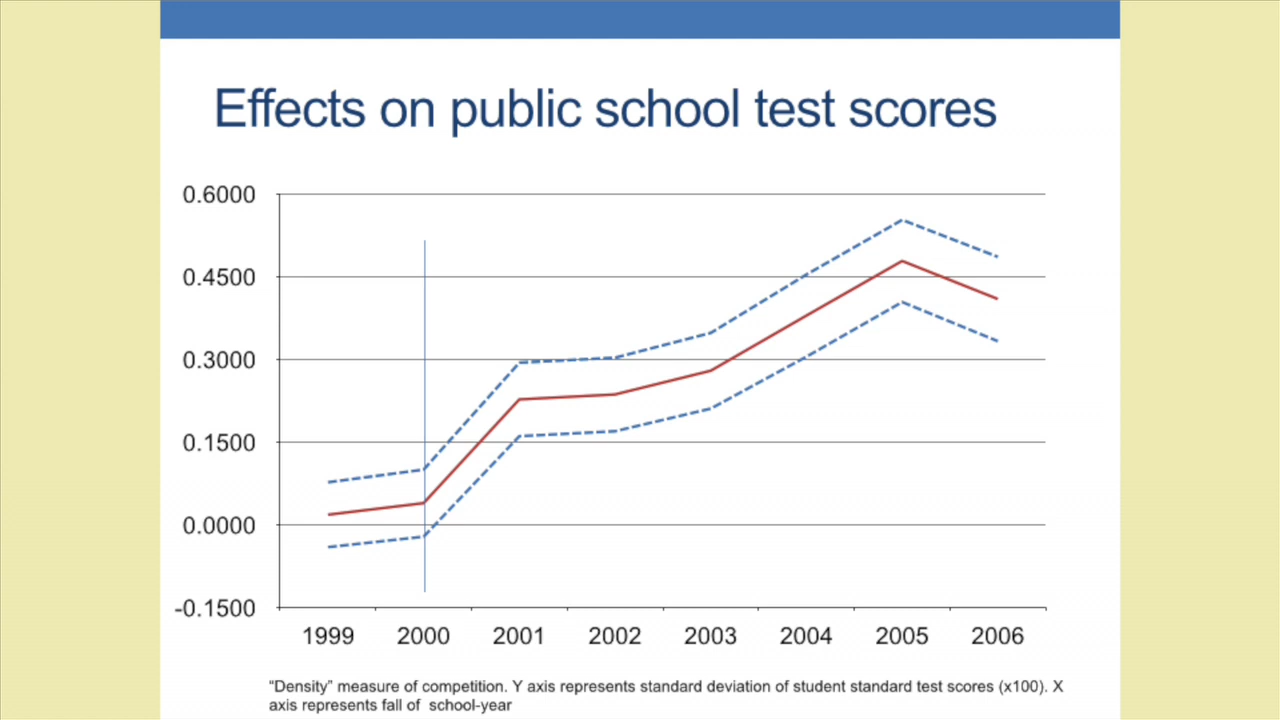 Effects on public school test scores
0.6000
0.4500
0.3000
0.1500
0.0000
-0.1500
1999 2000 2001 2002 2003 2004 2005 2006
“Density” measure of competition. Y axis represents standard deviation of student standard test scores (x100). X
axis represents fall of school-year